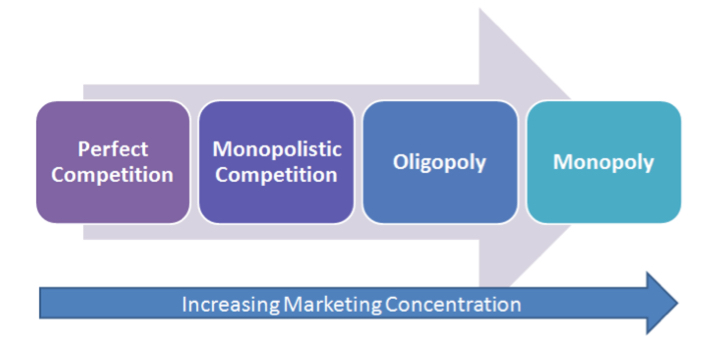 Perfect
Competition
Monopolistic
Competition
Oligopoly
Monopoly
Increasing Marketing Concentration